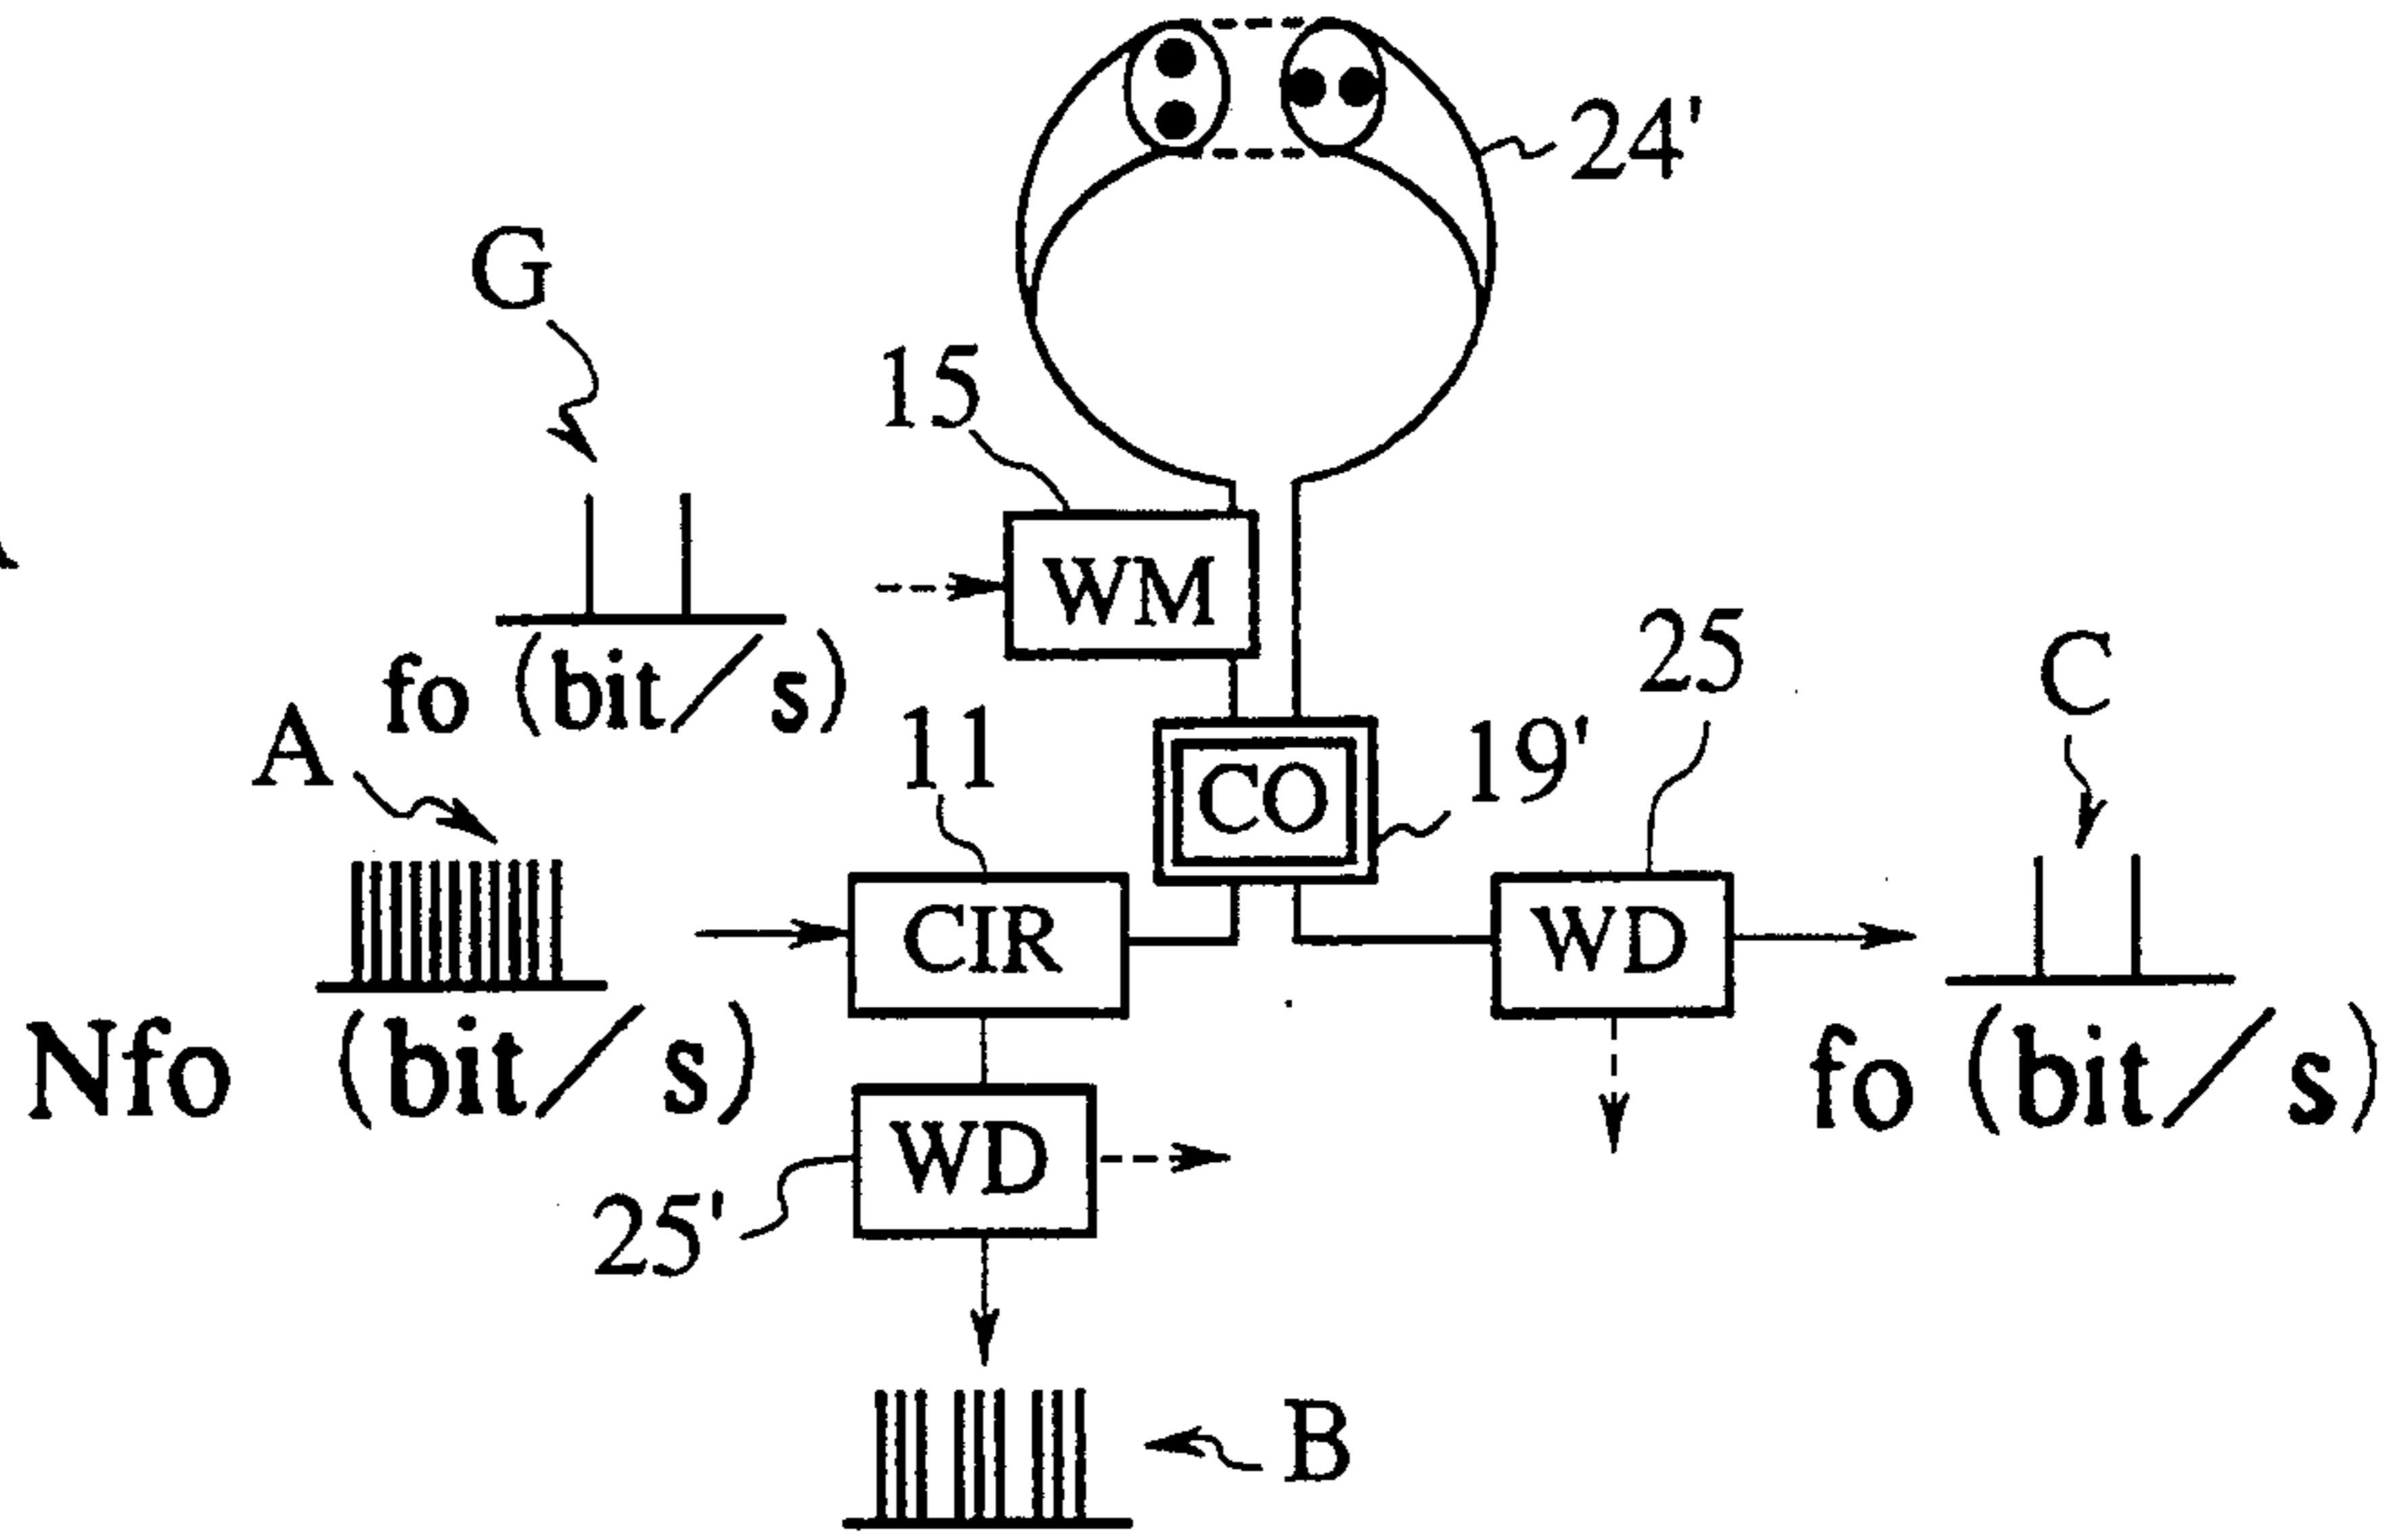 24'
G
15
WM
fo (bit/s)
25
C
A
11
19'
CO
CIR
WD
Nfo (bit/s)
fo (bit/s)
WD
25'
B